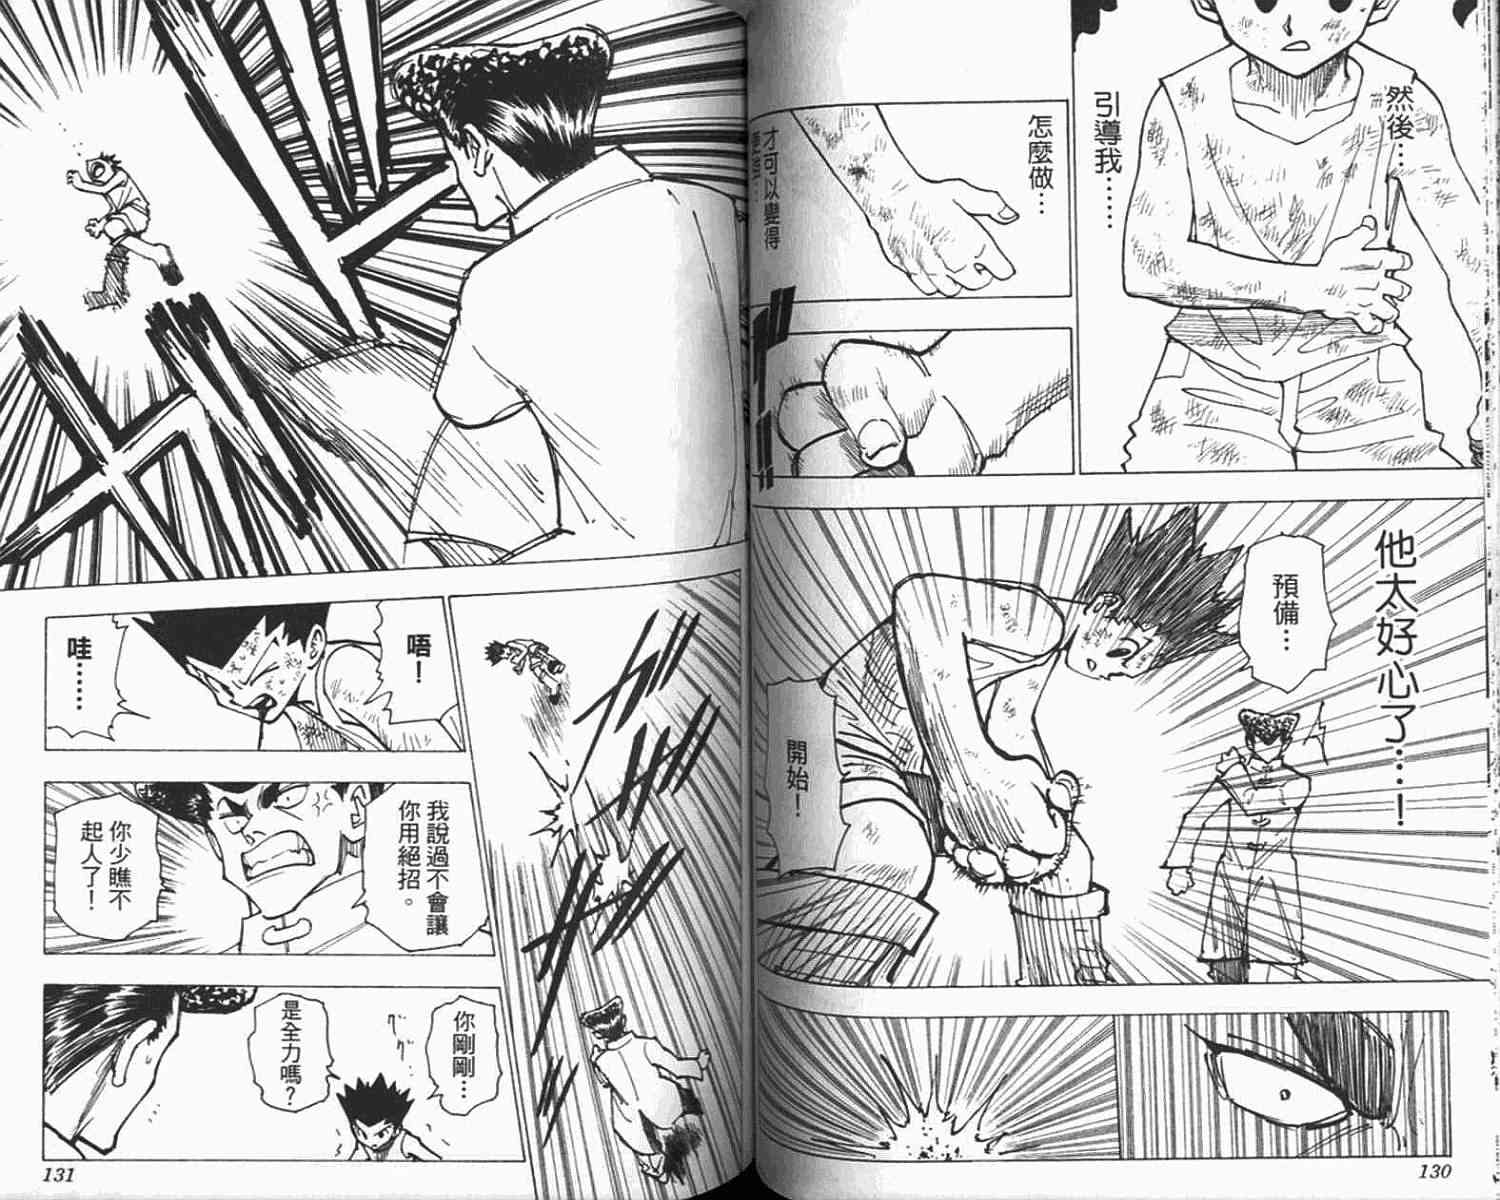 然後…
引導我……
怎麼做…
才可以變得
他太好心了…！
預備…
開始！
130
唔！
哇……
我說過不會讓
你用絕招。
你少瞧不
起人了！
你剛剛…
是全力嗎？
131